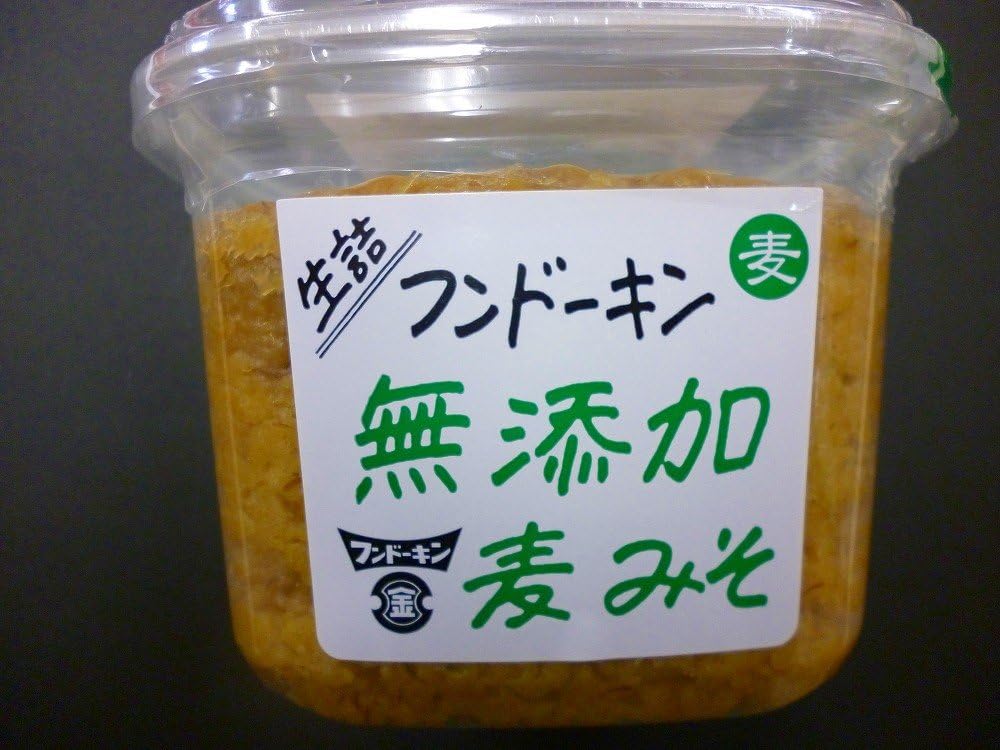 生詰
フンドーキン
麦
無添加
フンドーキン
金
麦みそ